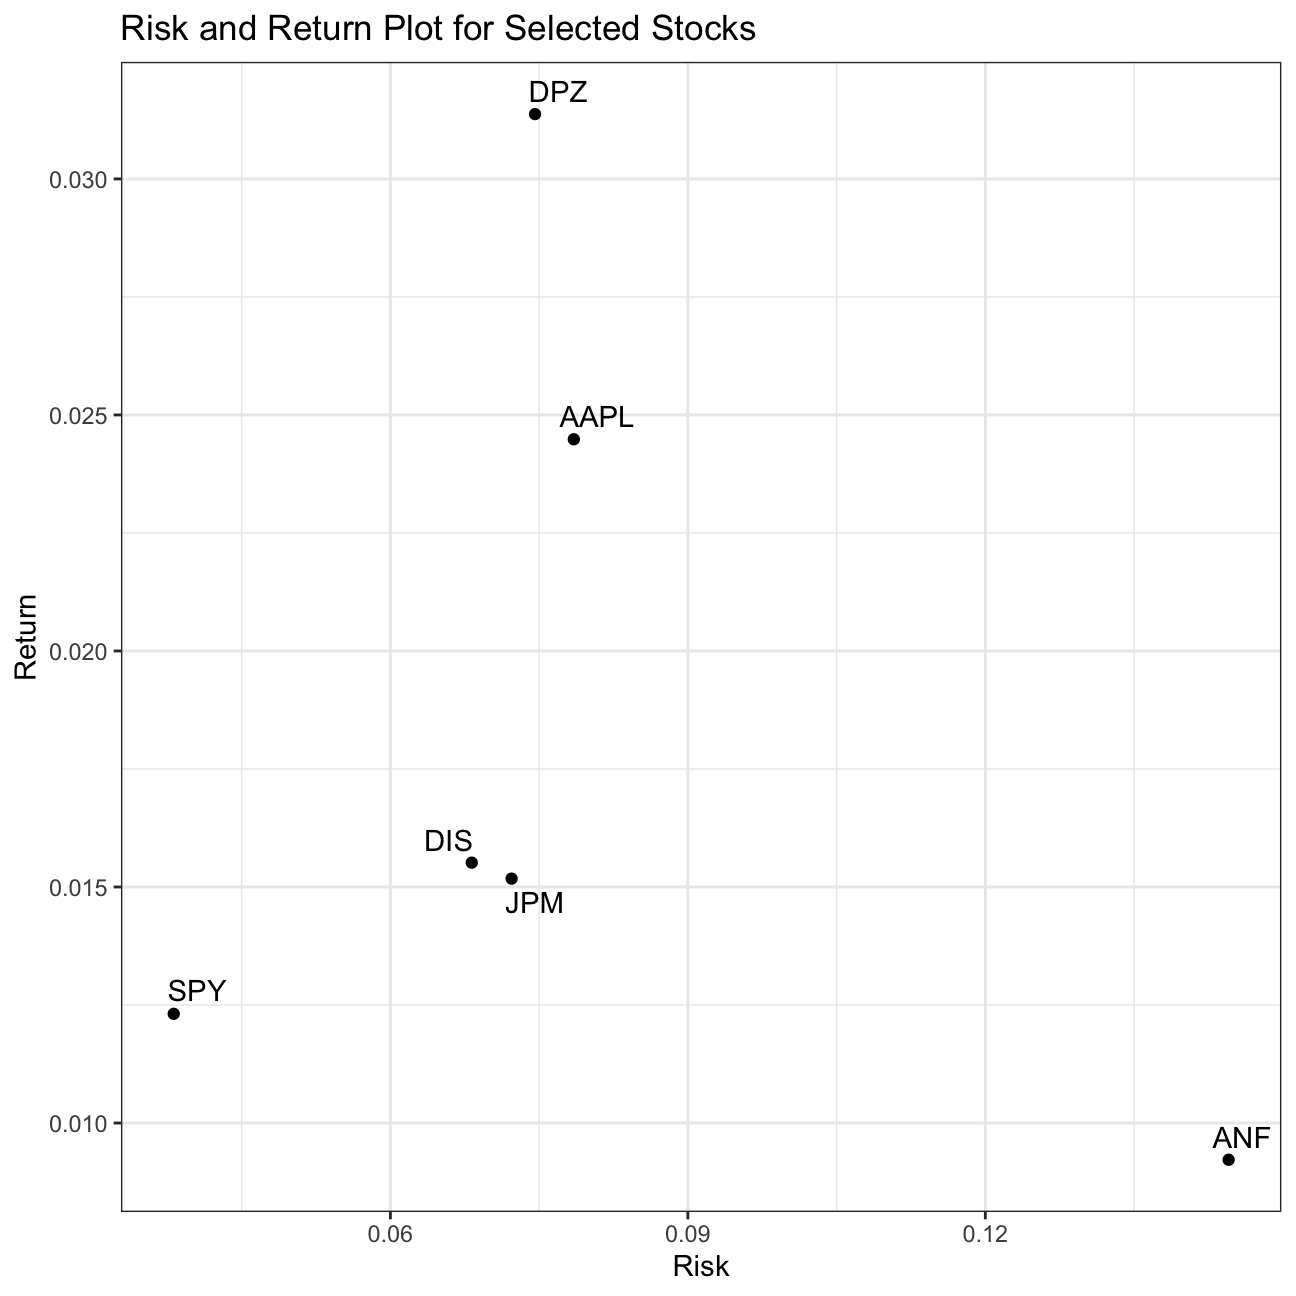 Risk and Return Plot for Selected Stocks
DPZ
0.030
AAPL
0.025
Return
0.020
DIS
0.015
JPM
SPY
0.010
ANF
0.06 0.09 0.12
Risk